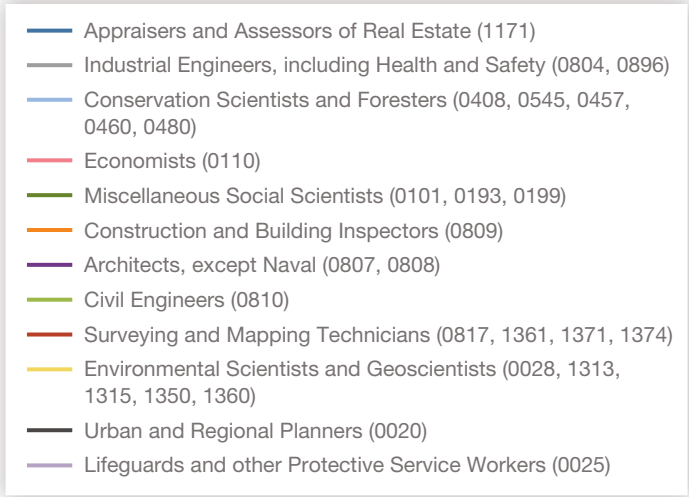 Appraisers and Assessors of Real Estate (1171)
Industrial Engineers, including Health and Safety (0804, 0896)
Conservation Scientists and Foresters (0408, 0545, 0457,
0460, 0480)
Economists (0110)
Miscellaneous Social Scientists (0101, 0193, 0199)
Construction and Building Inspectors (0809)
Architects, except Naval (0807, 0808)
Civil Engineers (0810)
Surveying and Mapping Technicians (0817, 1361, 1371, 1374)
Environmental Scientists and Geoscientists (0028, 1313,
1315, 1350, 1360)
Urban and Regional Planners (0020)
Lifeguards and other Protective Service Workers (0025)